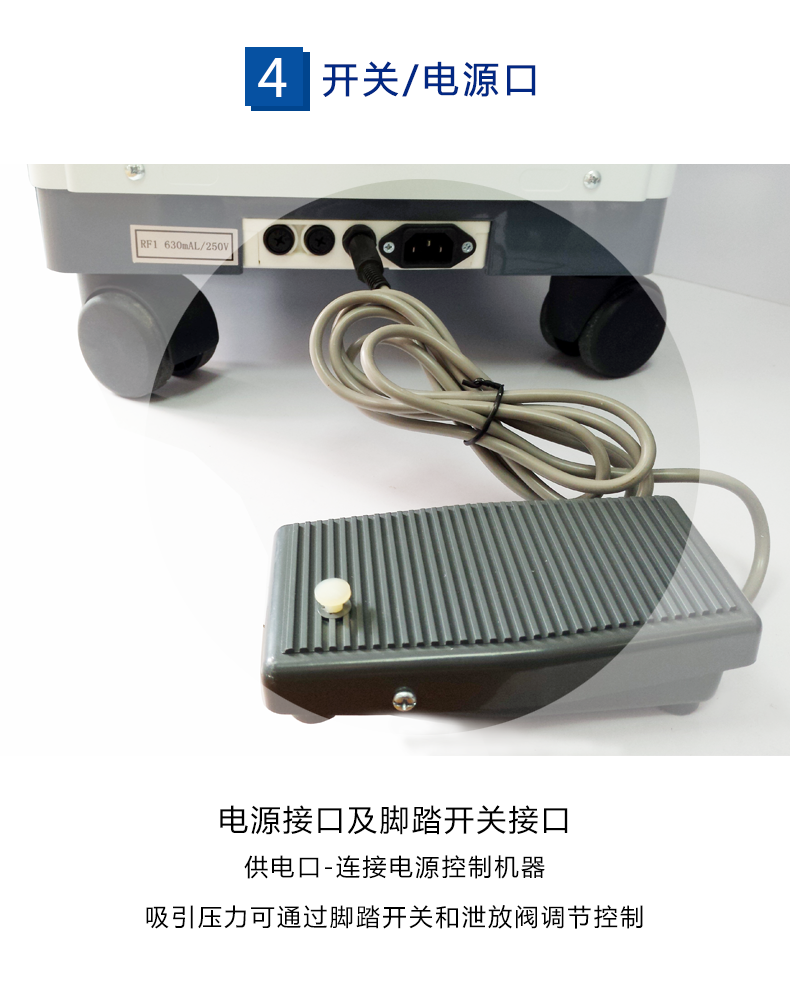 4 开关/电源口
RF1 630mAL/250V
电源接口及脚踏开关接口
供电口-连接电源控制机器
吸引压力可通过脚踏开关和泄放阀调节控制